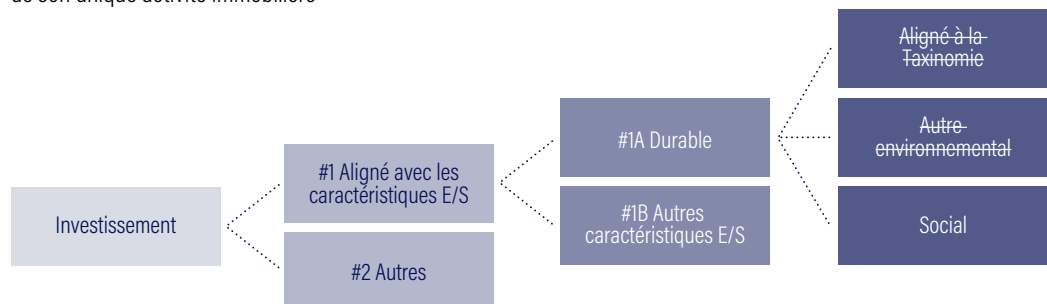 de son unique activité immobilière
Aligné à la
Taxinomie
#1A Durable
Autre
environnemental
#1 Aligné avec les
caractéristiques E/S
#1B Autres
caractéristiques E/S
Investissement
Social
#2 Autres